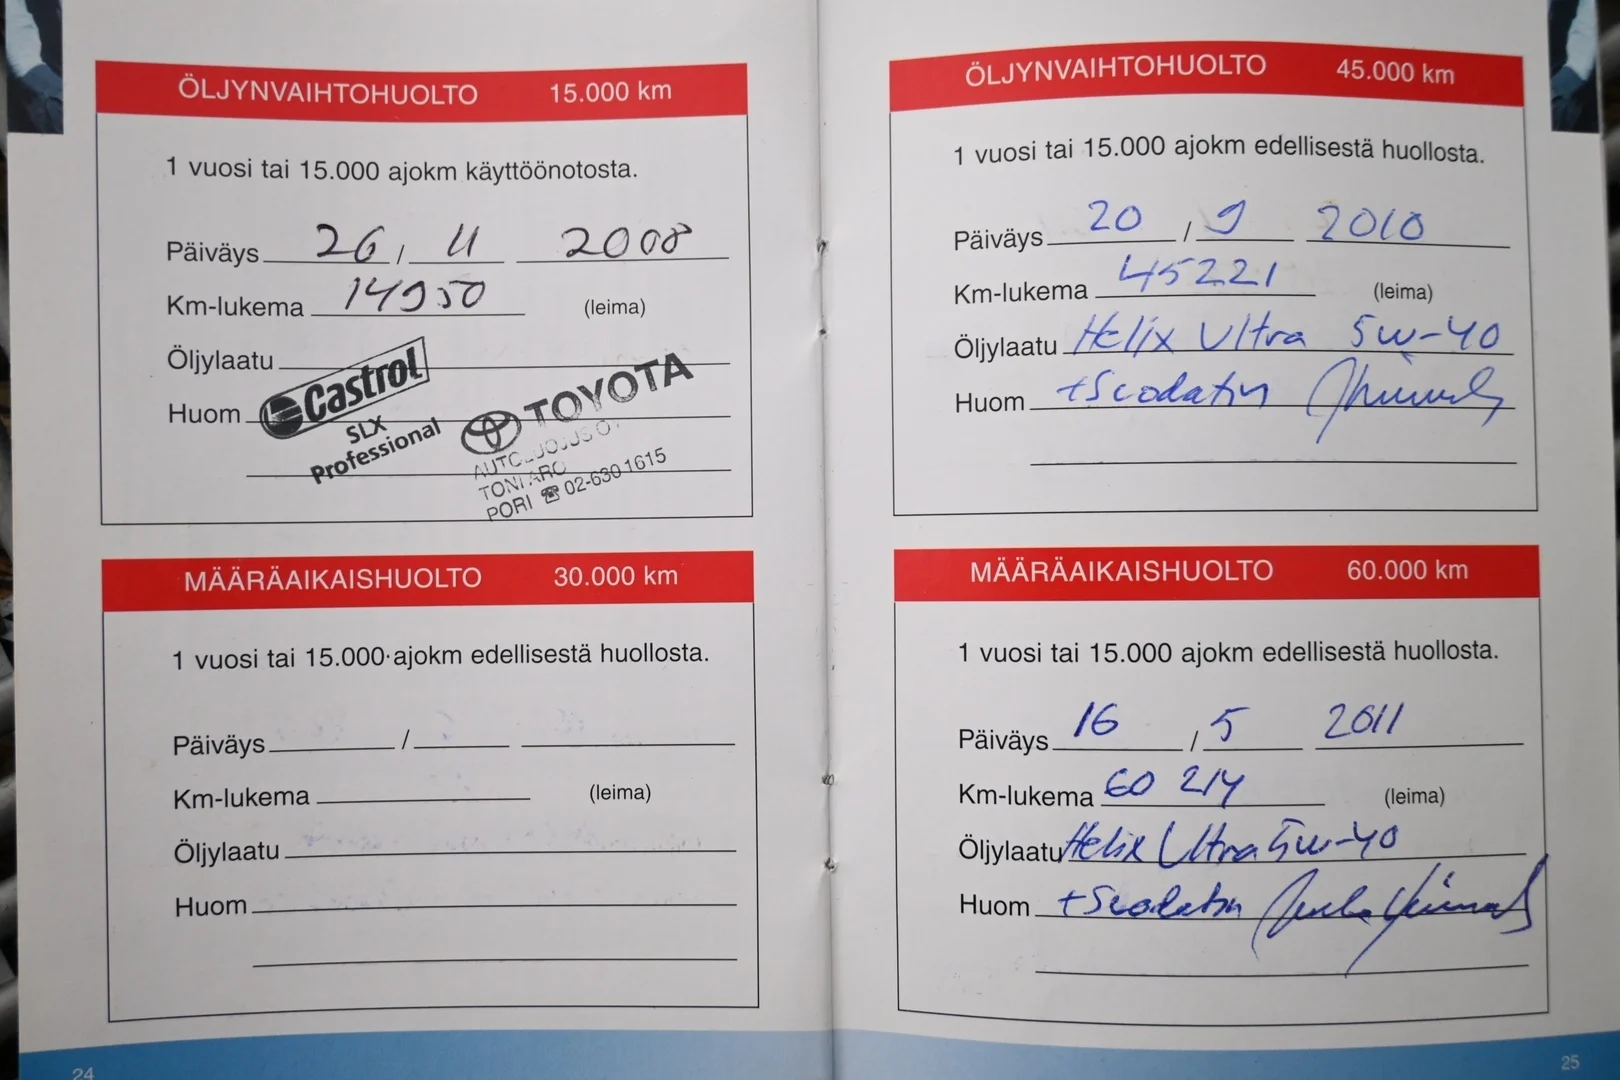 ÖLJYNVAIHTOHUOLTO 15.000 km
1 vuosi tai 15.000 ajokm käyttöönotosta.
Päiväys 26 / 11 2008
Km-lukema 14950 (leima)
Öljylaatu
Huom
Castrol
SLX
Professional
TOYOTA
TONI ARO
PORI ☎ 02-630 1615
MÄÄRÄAIKAISHUOLTO 30.000 km
1 vuosi tai 15.000 ajokm edellisestä huollosta.
Päiväys /
Km-lukema (leima)
Öljylaatu
Huom
24
ÖLJYNVAIHTOHUOLTO 45.000 km
1 vuosi tai 15.000 ajokm edellisestä huollosta.
Päiväys 20 / 9 2010
Km-lukema 45221 (leima)
Öljylaatu Helix Ultra 5w-40
Huom
MÄÄRÄAIKAISHUOLTO 60.000 km
1 vuosi tai 15.000 ajokm edellisestä huollosta.
Päiväys 16 / 5 2011
Km-lukema 60 214 (leima)
Öljylaatu Helix Ultra 5w-40
Huom
25